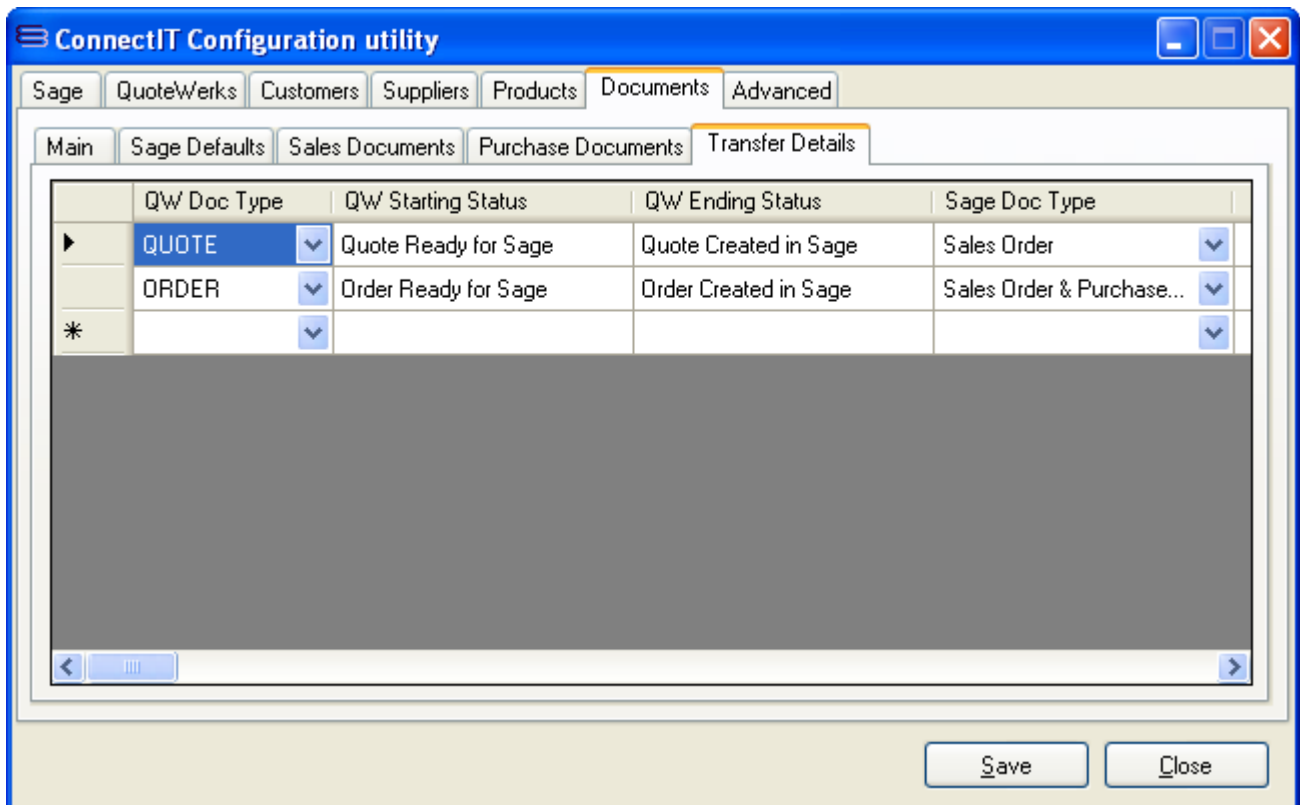 ConnectIT Configuration utility
Sage QuoteWerks Customers Suppliers Products Documents Advanced
Main Sage Defaults Sales Documents Purchase Documents Transfer Details
QW Doc Type QW Starting Status QW Ending Status Sage Doc Type
QUOTE Quote Ready for Sage Quote Created in Sage Sales Order
ORDER Order Ready for Sage Order Created in Sage Sales Order & Purchase...
Save Close